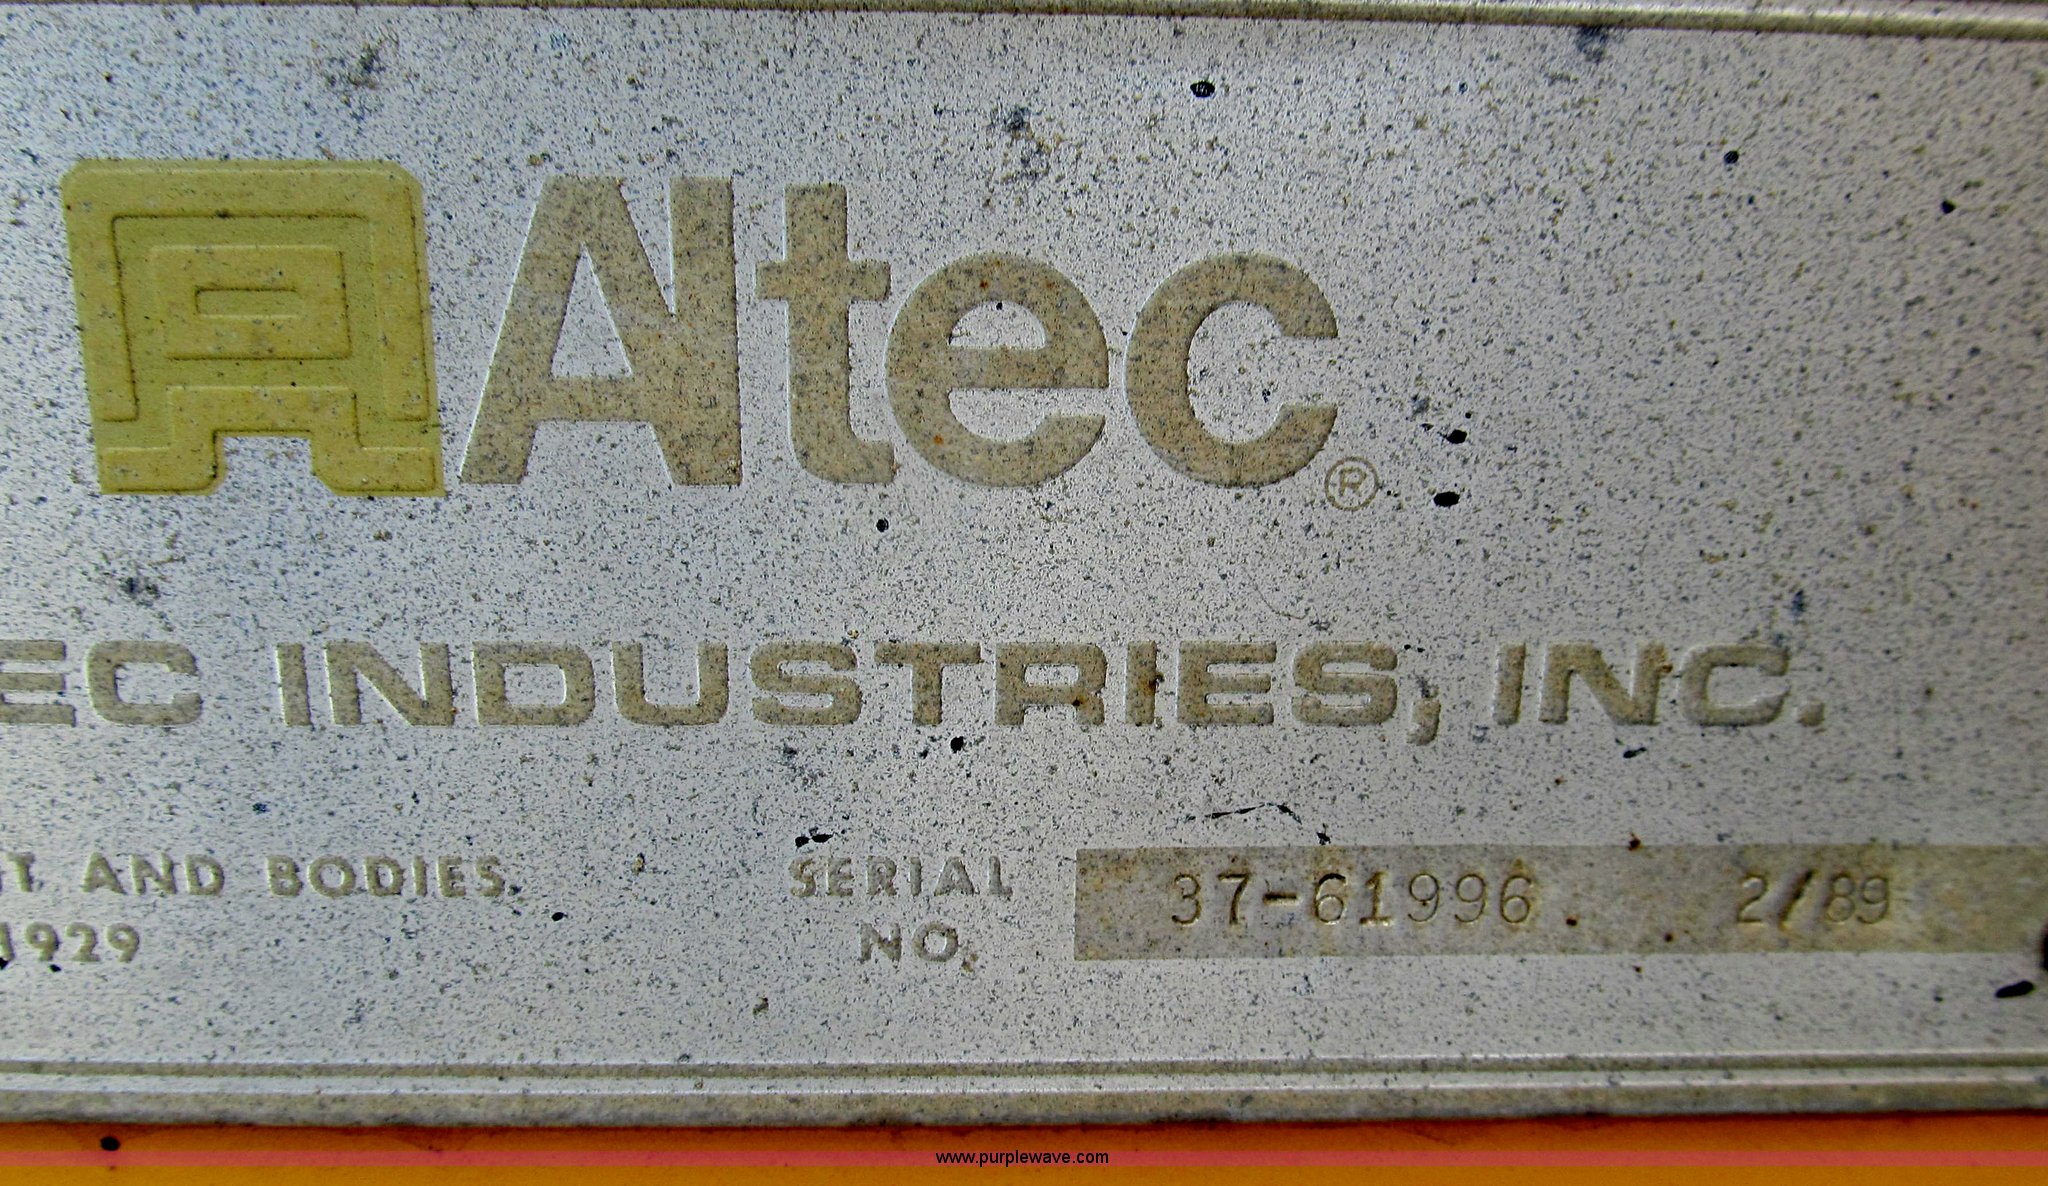 Altec®
EC INDUSTRIES, INC.
T AND BODIES
1929
SERIAL
NO.
37-61996 2/89
www.purplewave.com